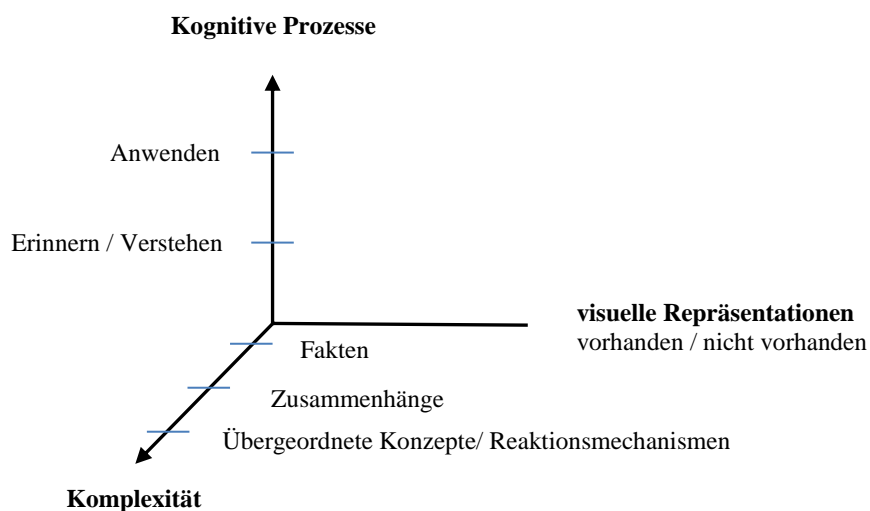 Kognitive Prozesse
Anwenden
Erinnern / Verstehen
visuelle Repräsentationen
vorhanden / nicht vorhanden
Fakten
Zusammenhänge
Übergeordnete Konzepte/ Reaktionsmechanismen
Komplexität